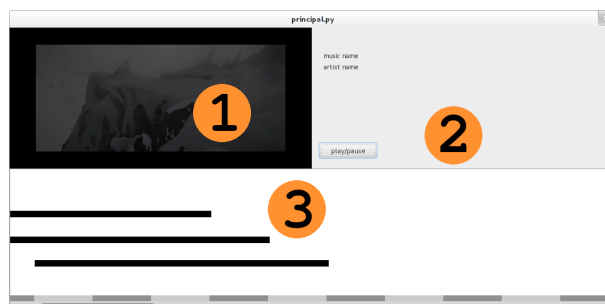 principal.py
music name
artist name
1
2
play/pause
3